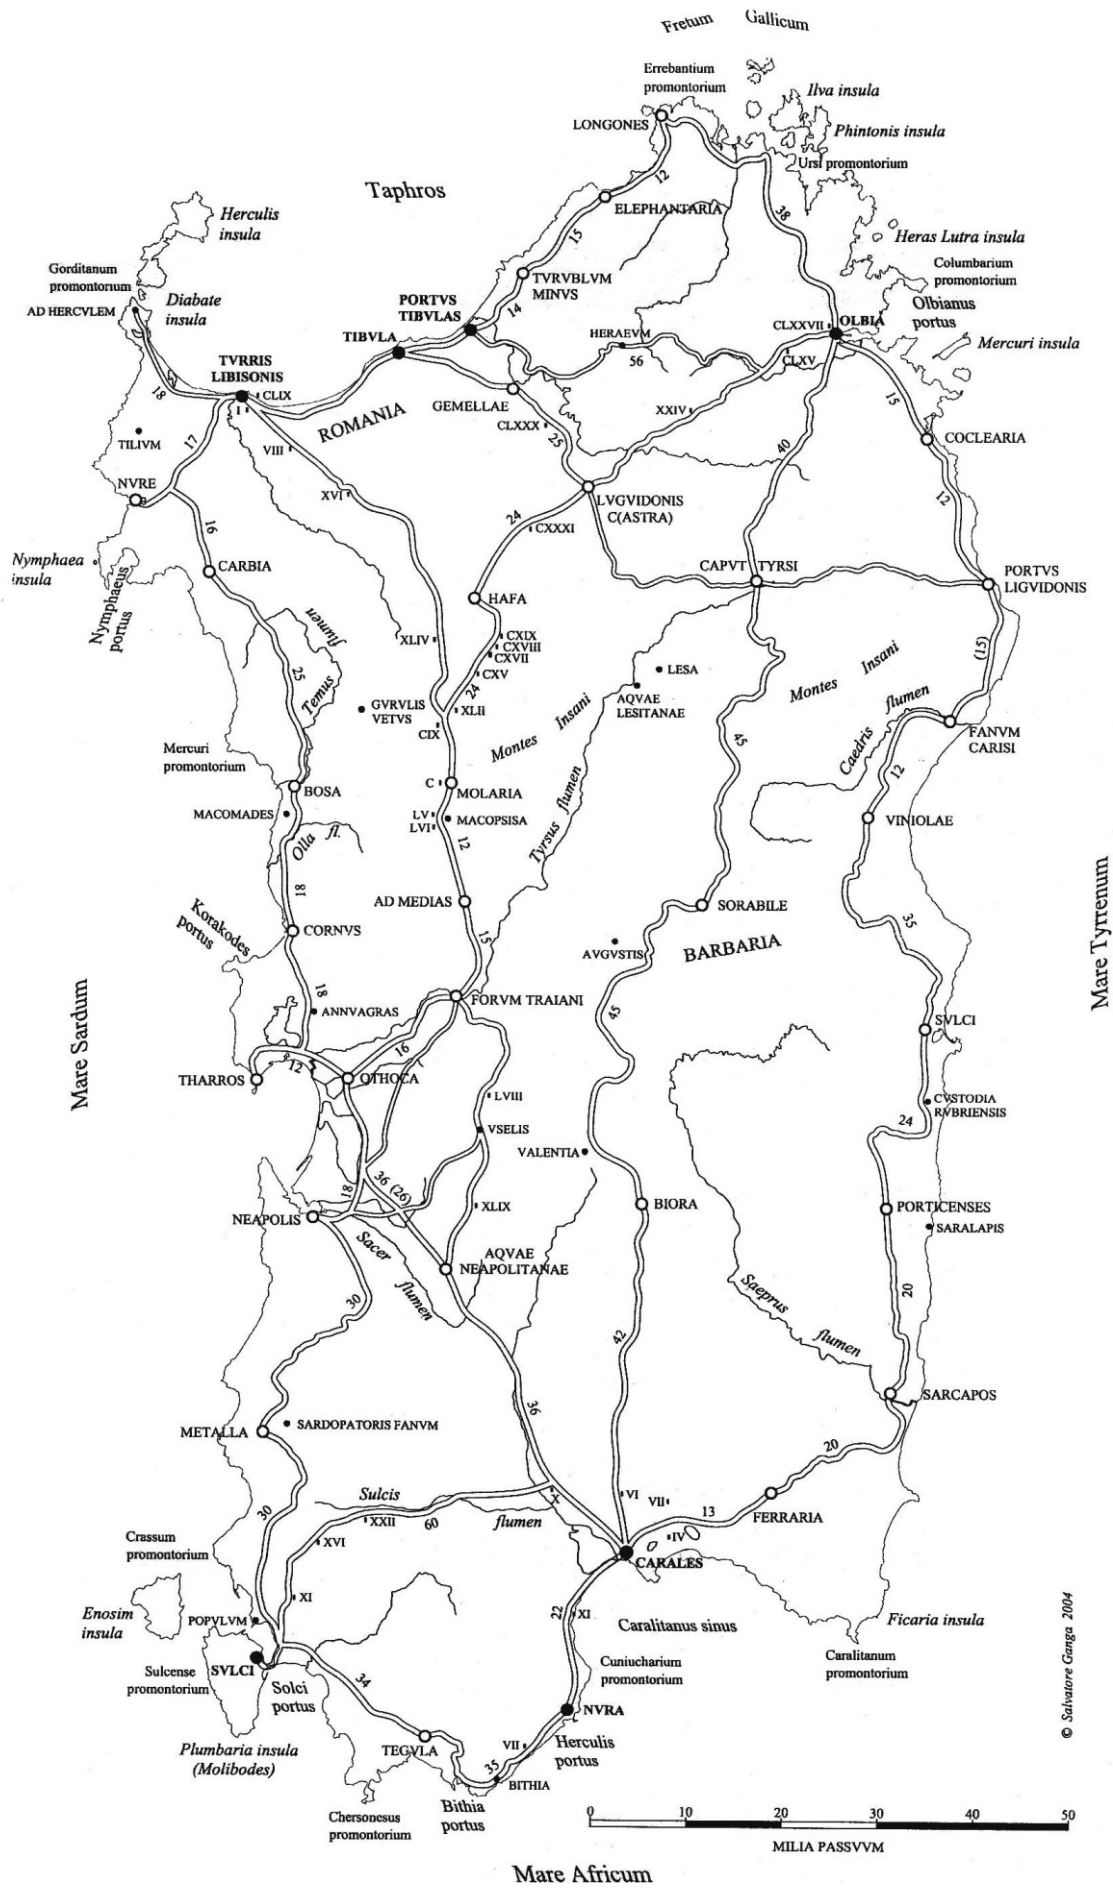 Fretum Gallicum
Errebantium
promontorium
Ilva insula
LONGONES
Phintonis insula
Ursi promontorium
12
Taphros
ELEPHANTARIA
38
Herculis
insula
15
Heras Lutra insula
Gorditanum
promontorium
Columbarium
promontorium
AD HERCVLEM
Diabate
insula
TVRVBLVM
MINVS
PORTVS
TIBVLAS
14
Olbianus
portus
CLXXVII
OLBIA
HERAEVM
TIBVLA
Mercuri insula
56
CLXV
TVRRIS
LIBISONIS
18
CLIX
I
GEMELLAE
15
ROMANIA
XXIV
CLXXX
25
TILIVM
17
VIII
40
COCLEARIA
NVRE
XVI
LVGVIDONIS
C(ASTRA)
12
16
24
CXXXI
Nymphaea
insula
Nymphaeus
portus
CARBIA
CAPVT TYRSI
PORTVS
LIGVIDONIS
HAFA
flumen
Temus
XLIV
CXIX
CXVIII
CXVII
CXV
(15)
25
24
LESA
Montes Insani
AQVAE
LESITANAE
GVRVLIS
VETVS
XLII
CIX
Montes Insani
Caedris flumen
FANVM
CARISI
45
Mercuri
promontorium
12
BOSA
C
MOLARIA
MACOMADES
LV
LVI
MACOPSISA
VINIOLAE
Olla fl.
12
Tyrsus flumen
18
AD MEDIAS
SORABILE
Korakodes
portus
CORNVS
35
15
AVGVSTIS
BARBARIA
Mare Tyrrenum
Mare Sardum
18
FORVM TRAIANI
ANNVAGRAS
45
SVLCI
16
12
THARROS
OTHOCA
LVIII
CVSTODIA
RVBRIENSIS
24
VSELIS
VALENTIA
18
36 (26)
NEAPOLIS
XLIX
BIORA
PORTICENSES
SARALAPIS
Sacer
flumen
AQVAE
NEAPOLITANAE
30
Saeprus
flumen
20
42
SARCAPOS
36
METALLA
SARDOPATORIS FANVM
20
30
Sulcis
flumen
X
VI
VII
XXII
60
13
FERRARIA
XVI
IV
Crassum
promontorium
CARALES
Enosim
insula
XI
POPVLVM
22
XI
Caralitanus sinus
Ficaria insula
Caralitanum
promontorium
SVLCI
Sulcense
promontorium
Solci
portus
34
Cuniucharium
promontorium
NVRA
Herculis
portus
Plumbaria insula
(Molibodes)
TEGVLA
VII
35
BITHIA
Bithia
portus
Chersonesus
promontorium
0 10 20 30 40 50
MILIA PASSVVM
Mare Africum
© Salvatore Ganga 2004